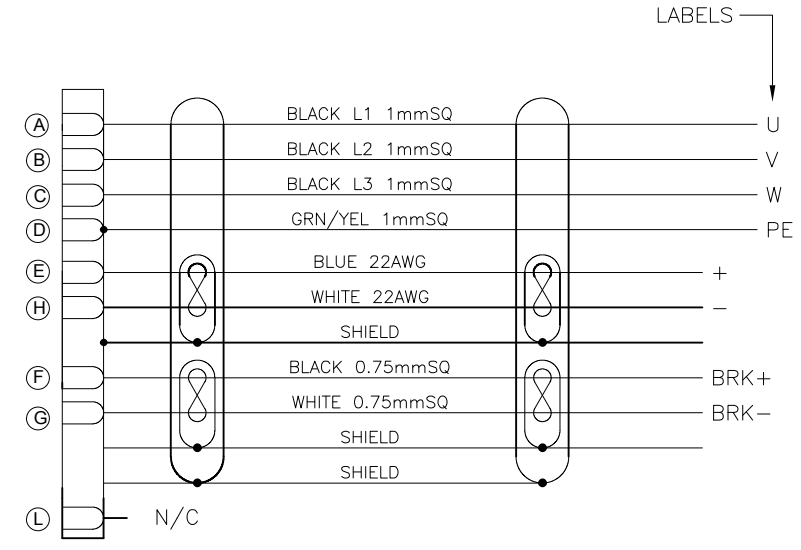 LABELS
A BLACK L1 1mmSQ U
B BLACK L2 1mmSQ V
C BLACK L3 1mmSQ W
D GRN/YEL 1mmSQ PE
E BLUE 22AWG +
H WHITE 22AWG −
SHIELD
F BLACK 0.75mmSQ BRK+
G WHITE 0.75mmSQ BRK−
SHIELD
SHIELD
L N/C